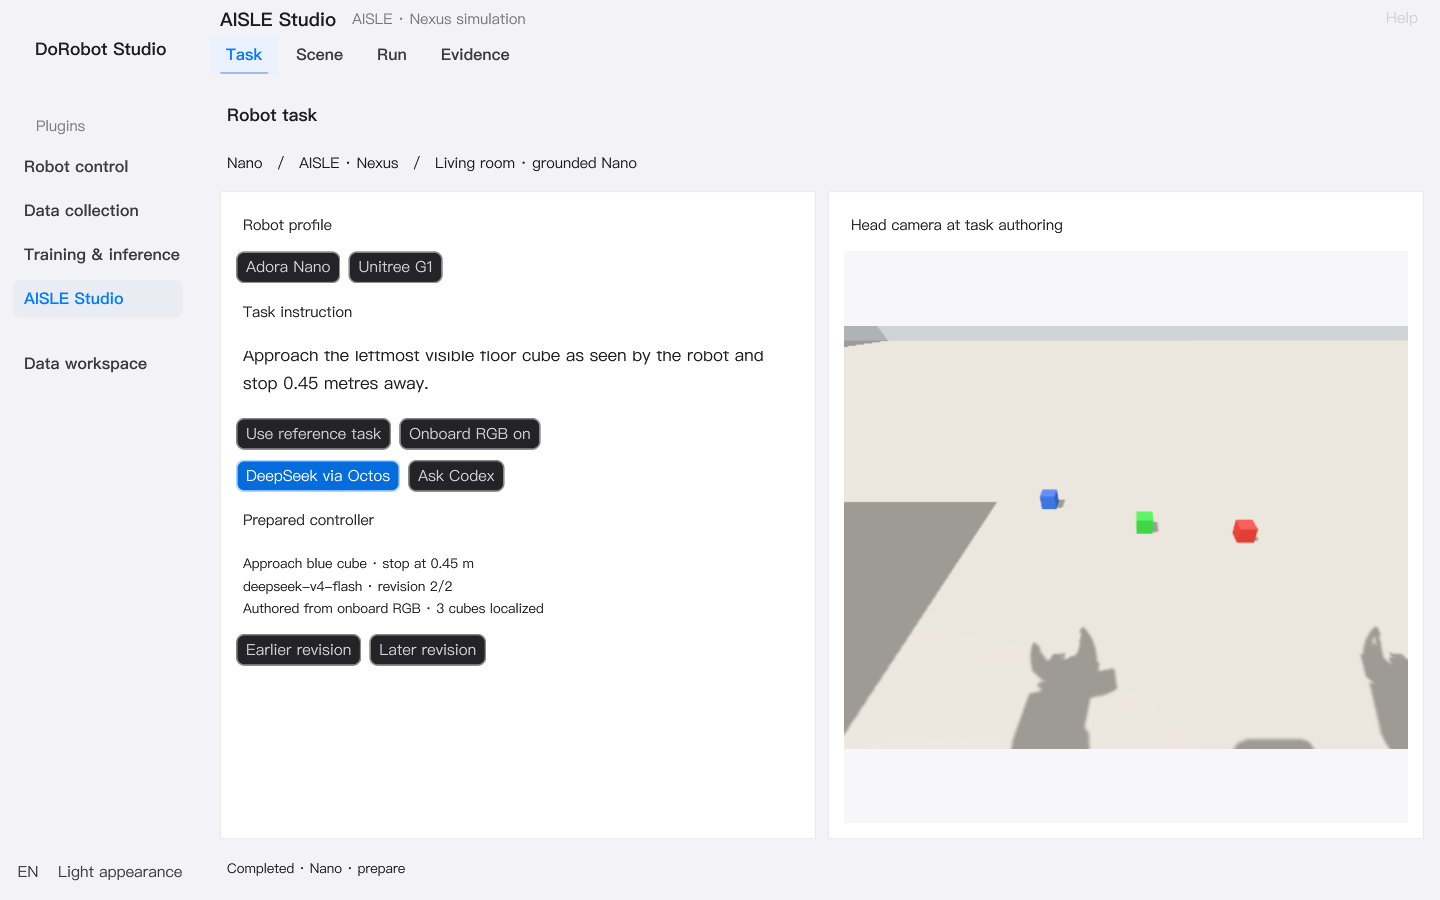 DoRobot Studio
Plugins
Robot control
Data collection
Training & inference
AISLE Studio
Data workspace
EN Light appearance
AISLE Studio AISLE · Nexus simulation
Help
Task Scene Run Evidence
Robot task
Nano / AISLE · Nexus / Living room · grounded Nano
Robot profile
Adora Nano Unitree G1
Task instruction
Approach the leftmost visible floor cube as seen by the robot and
stop 0.45 metres away.
Use reference task Onboard RGB on
DeepSeek via Octos Ask Codex
Prepared controller
Approach blue cube · stop at 0.45 m
deepseek-v4-flash · revision 2/2
Authored from onboard RGB · 3 cubes localized
Earlier revision Later revision
Head camera at task authoring
Completed · Nano · prepare